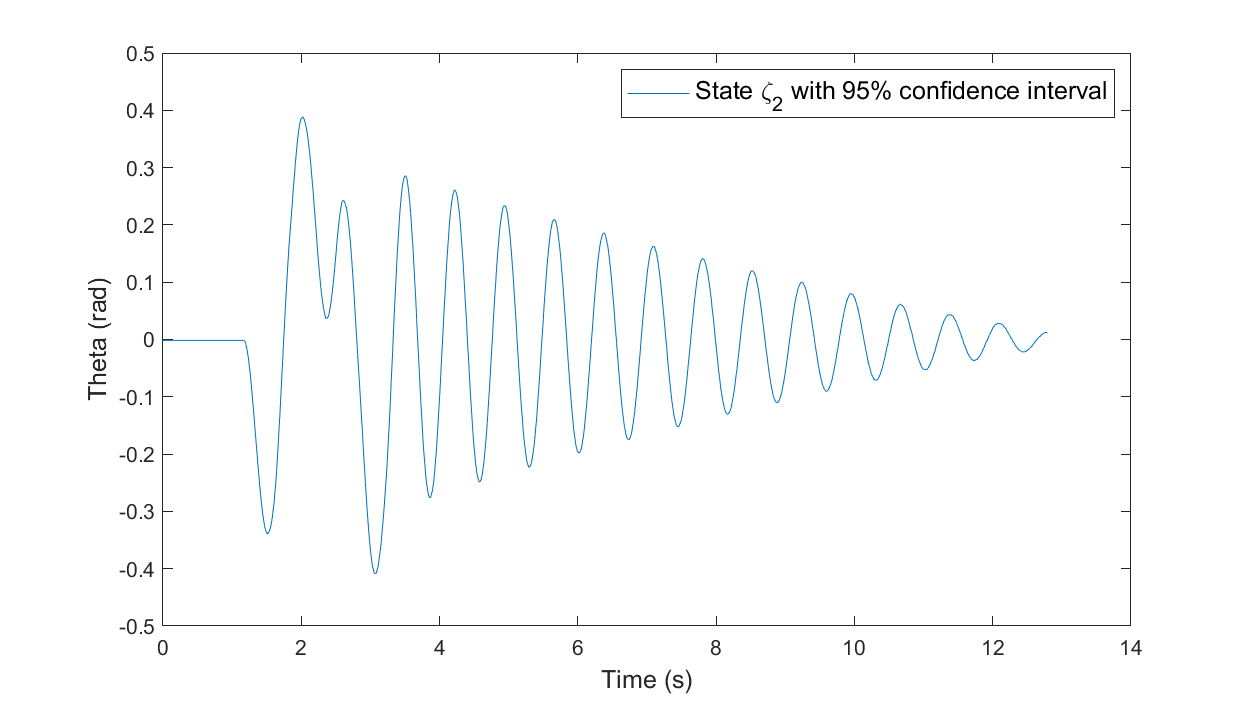 State ζ2 with 95% confidence interval
0.5
0.4
0.3
0.2
0.1
0
-0.1
-0.2
-0.3
-0.4
-0.5
Theta (rad)
0 2 4 6 8 10 12 14
Time (s)